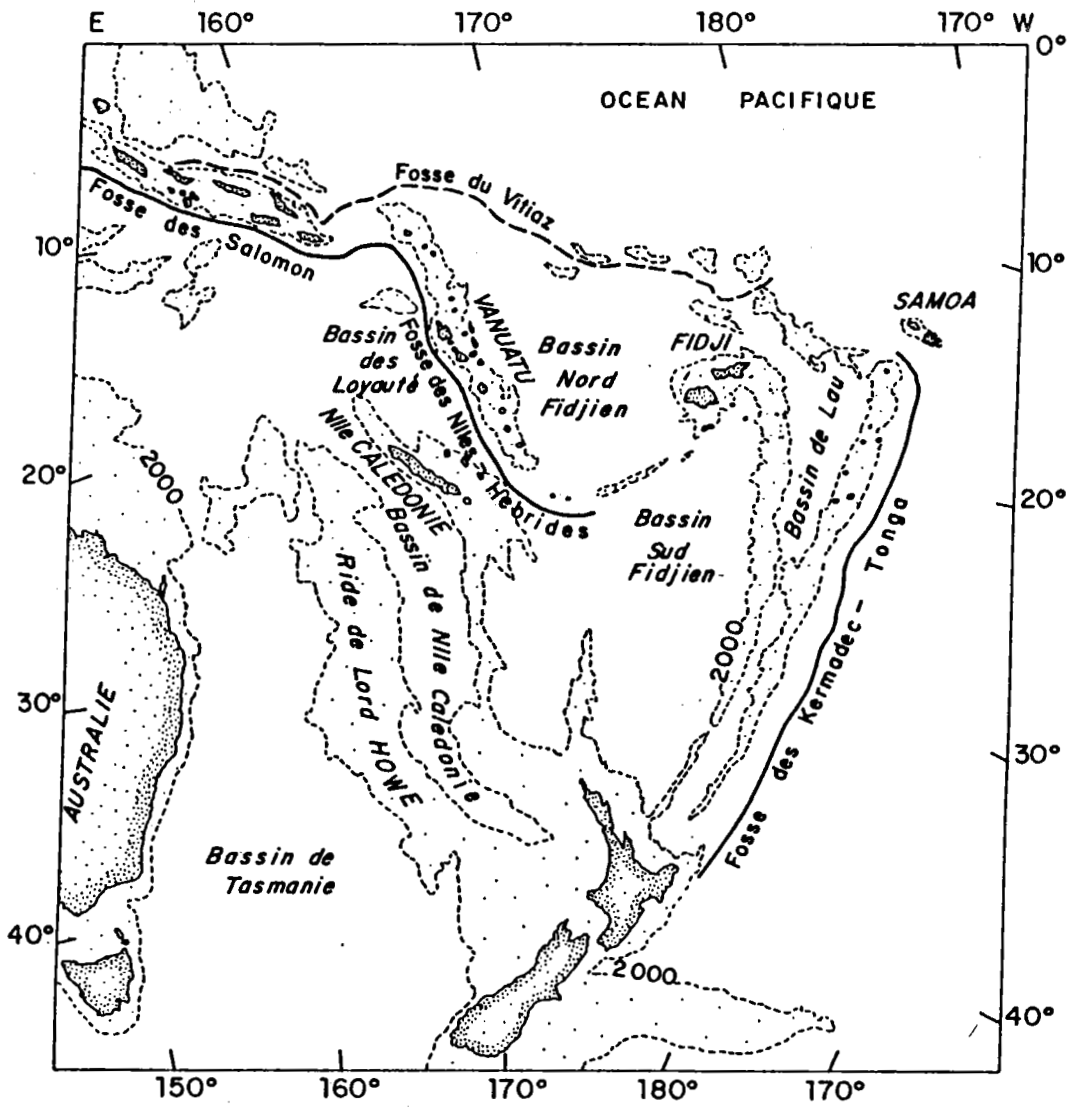 E 160° 170° 180° 170° W
0°
OCEAN PACIFIQUE
Fosse du Vitiaz
Fosse des Salomon
10°
10°
SAMOA
VANUATU
FIDJI
Bassin
des
Loyauté
Bassin
Nord
Fidjien
Fosse des Nlles-Hebrides
Bassin de Lau
Nlle CALEDONIE
2000
20°
20°
Bassin
Sud
Fidjien
Bassin de Nlle Caledonie
Ride de Lord HOWE
2000
Fosse des Kermadec-Tonga
30°
30°
AUSTRALIE
Bassin de
Tasmanie
40°
2000
40°
150° 160° 170° 180° 170°